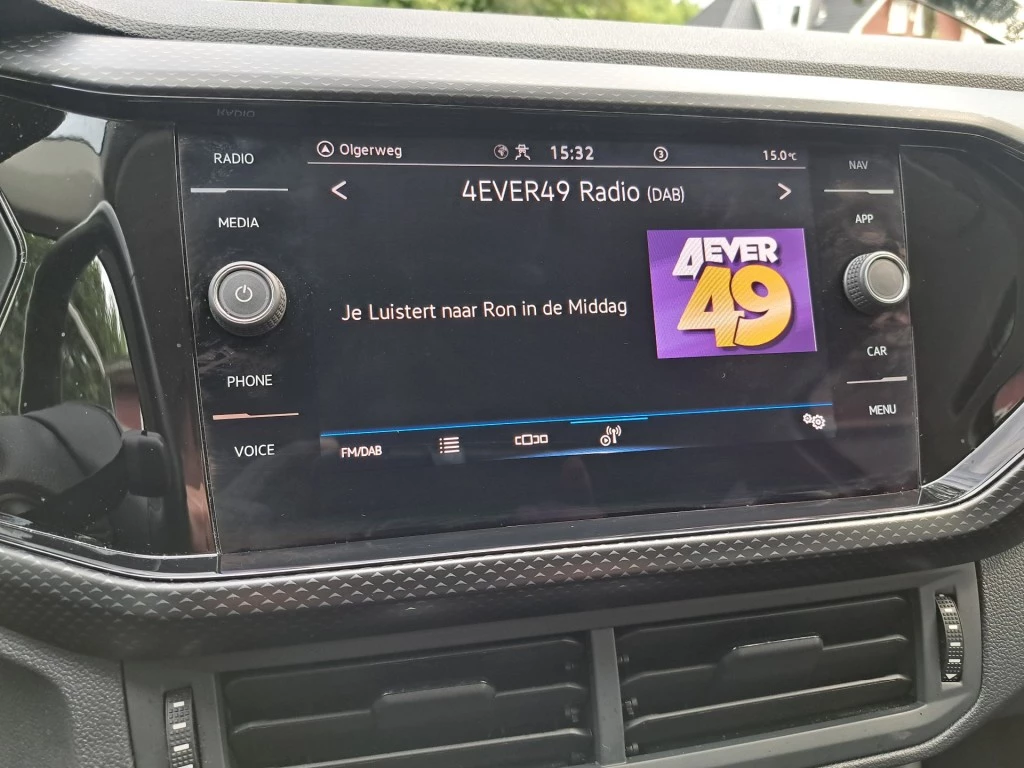 RADIO
MEDIA
PHONE
VOICE
Olgerweg
15:32
3
15.0°C
4EVER49 Radio (DAB)
4EVER
49
Je Luistert naar Ron in de Middag
FM/DAB
NAV
APP
CAR
MENU